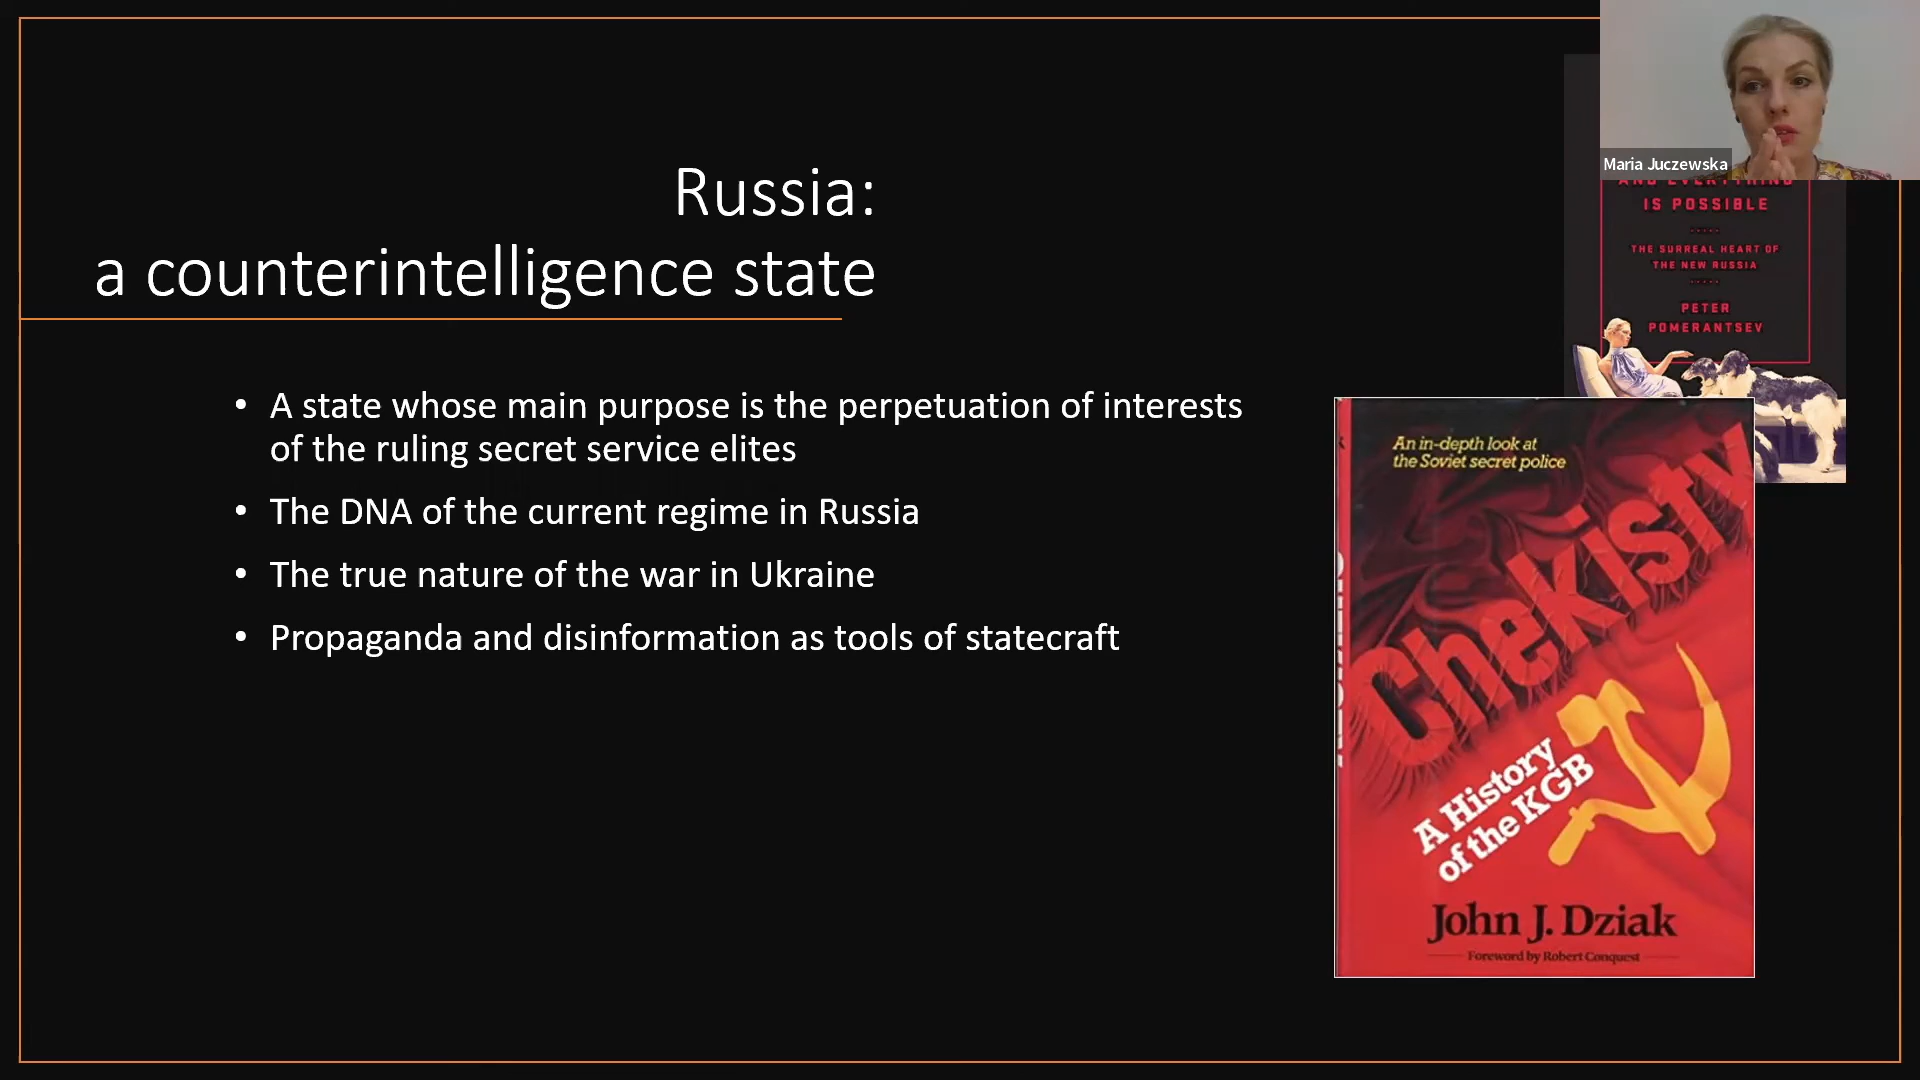 Russia:
a counterintelligence state
• A state whose main purpose is the perpetuation of interests
of the ruling secret service elites
• The DNA of the current regime in Russia
• The true nature of the war in Ukraine
• Propaganda and disinformation as tools of statecraft
Maria Juczewska
AND EVERYTHING
IS POSSIBLE
THE SURREAL HEART OF
THE NEW RUSSIA
PETER
POMERANTSEV
An in-depth look at
the Soviet secret police
Chekisty
A History
of the KGB
John J. Dziak
Foreword by Robert Conquest